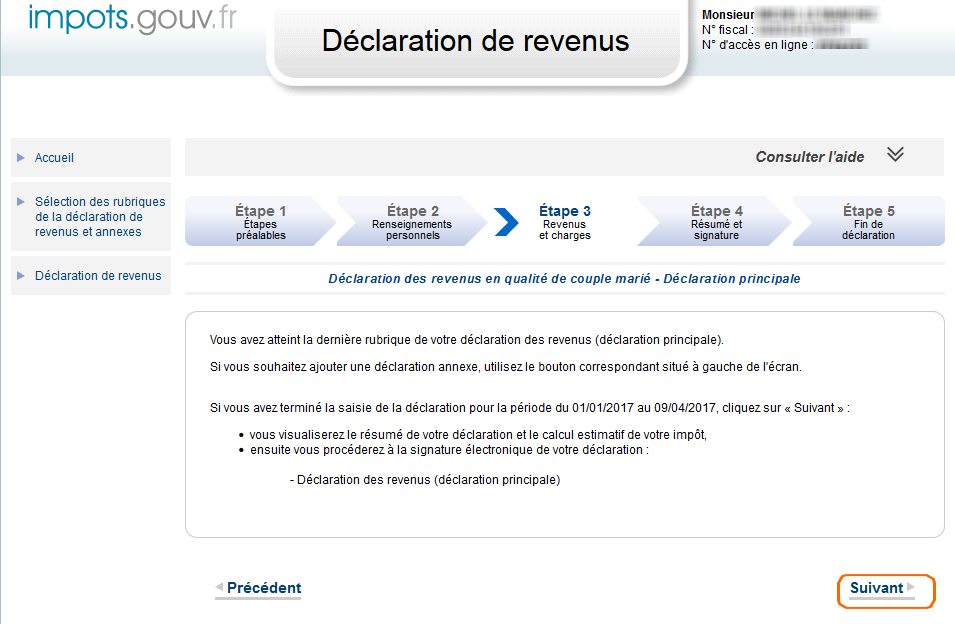 impots.gouv.fr
Déclaration de revenus
Monsieur
N° fiscal :
N° d'accès en ligne :
Accueil
Sélection des rubriques
de la déclaration de
revenus et annexes
Déclaration de revenus
Consulter l'aide
Étape 1
Étapes
préalables
Étape 2
Renseignements
personnels
Étape 3
Revenus
et charges
Étape 4
Résumé et
signature
Étape 5
Fin de
déclaration
Déclaration des revenus en qualité de couple marié - Déclaration principale
Vous avez atteint la dernière rubrique de votre déclaration des revenus (déclaration principale).
Si vous souhaitez ajouter une déclaration annexe, utilisez le bouton correspondant situé à gauche de l'écran.
Si vous avez terminé la saisie de la déclaration pour la période du 01/01/2017 au 09/04/2017, cliquez sur « Suivant » :
• vous visualiserez le résumé de votre déclaration et le calcul estimatif de votre impôt,
• ensuite vous procéderez à la signature électronique de votre déclaration :
- Déclaration des revenus (déclaration principale)
Précédent
Suivant